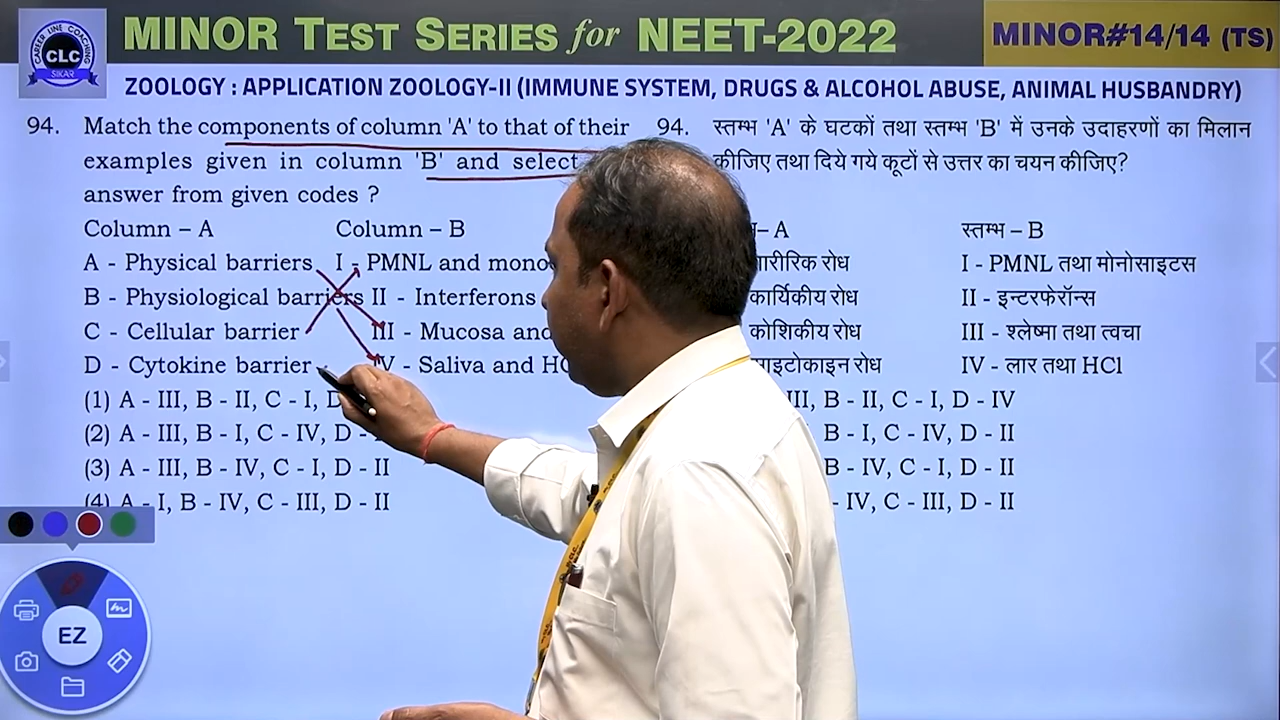 CAREER LINE COACHING
CLC
SIKAR
MINOR TEST SERIES for NEET-2022
MINOR#14/14 (TS)
ZOOLOGY : APPLICATION ZOOLOGY-II (IMMUNE SYSTEM, DRUGS & ALCOHOL ABUSE, ANIMAL HUSBANDRY)
94. Match the components of column 'A' to that of their
examples given in column 'B' and select
answer from given codes ?
Column – A Column – B
A - Physical barriers I - PMNL and
B - Physiological barriers II - Interferons
C - Cellular barrier III - Mucosa and
D - Cytokine barrier IV - Saliva and
(1) A - III, B - II, C - I, D
(2) A - III, B - I, C - IV, D -
(3) A - III, B - IV, C - I, D - II
(4) A - I, B - IV, C - III, D - II
94. स्तम्भ 'A' के घटकों तथा स्तम्भ 'B' में उनके उदाहरणों का मिलान
कीजिए तथा दिये गये कूटों से उत्तर का चयन कीजिए?
– A स्तम्भ – B
रोध I - PMNL तथा मोनोसाइटस
कार्यिकीय रोध II - इन्टरफेरॉन्स
कोशिकीय रोध III - श्लेष्मा तथा त्वचा
रोध IV - लार तथा HCl
III, B - II, C - I, D - IV
B - I, C - IV, D - II
B - IV, C - I, D - II
- IV, C - III, D - II
EZ